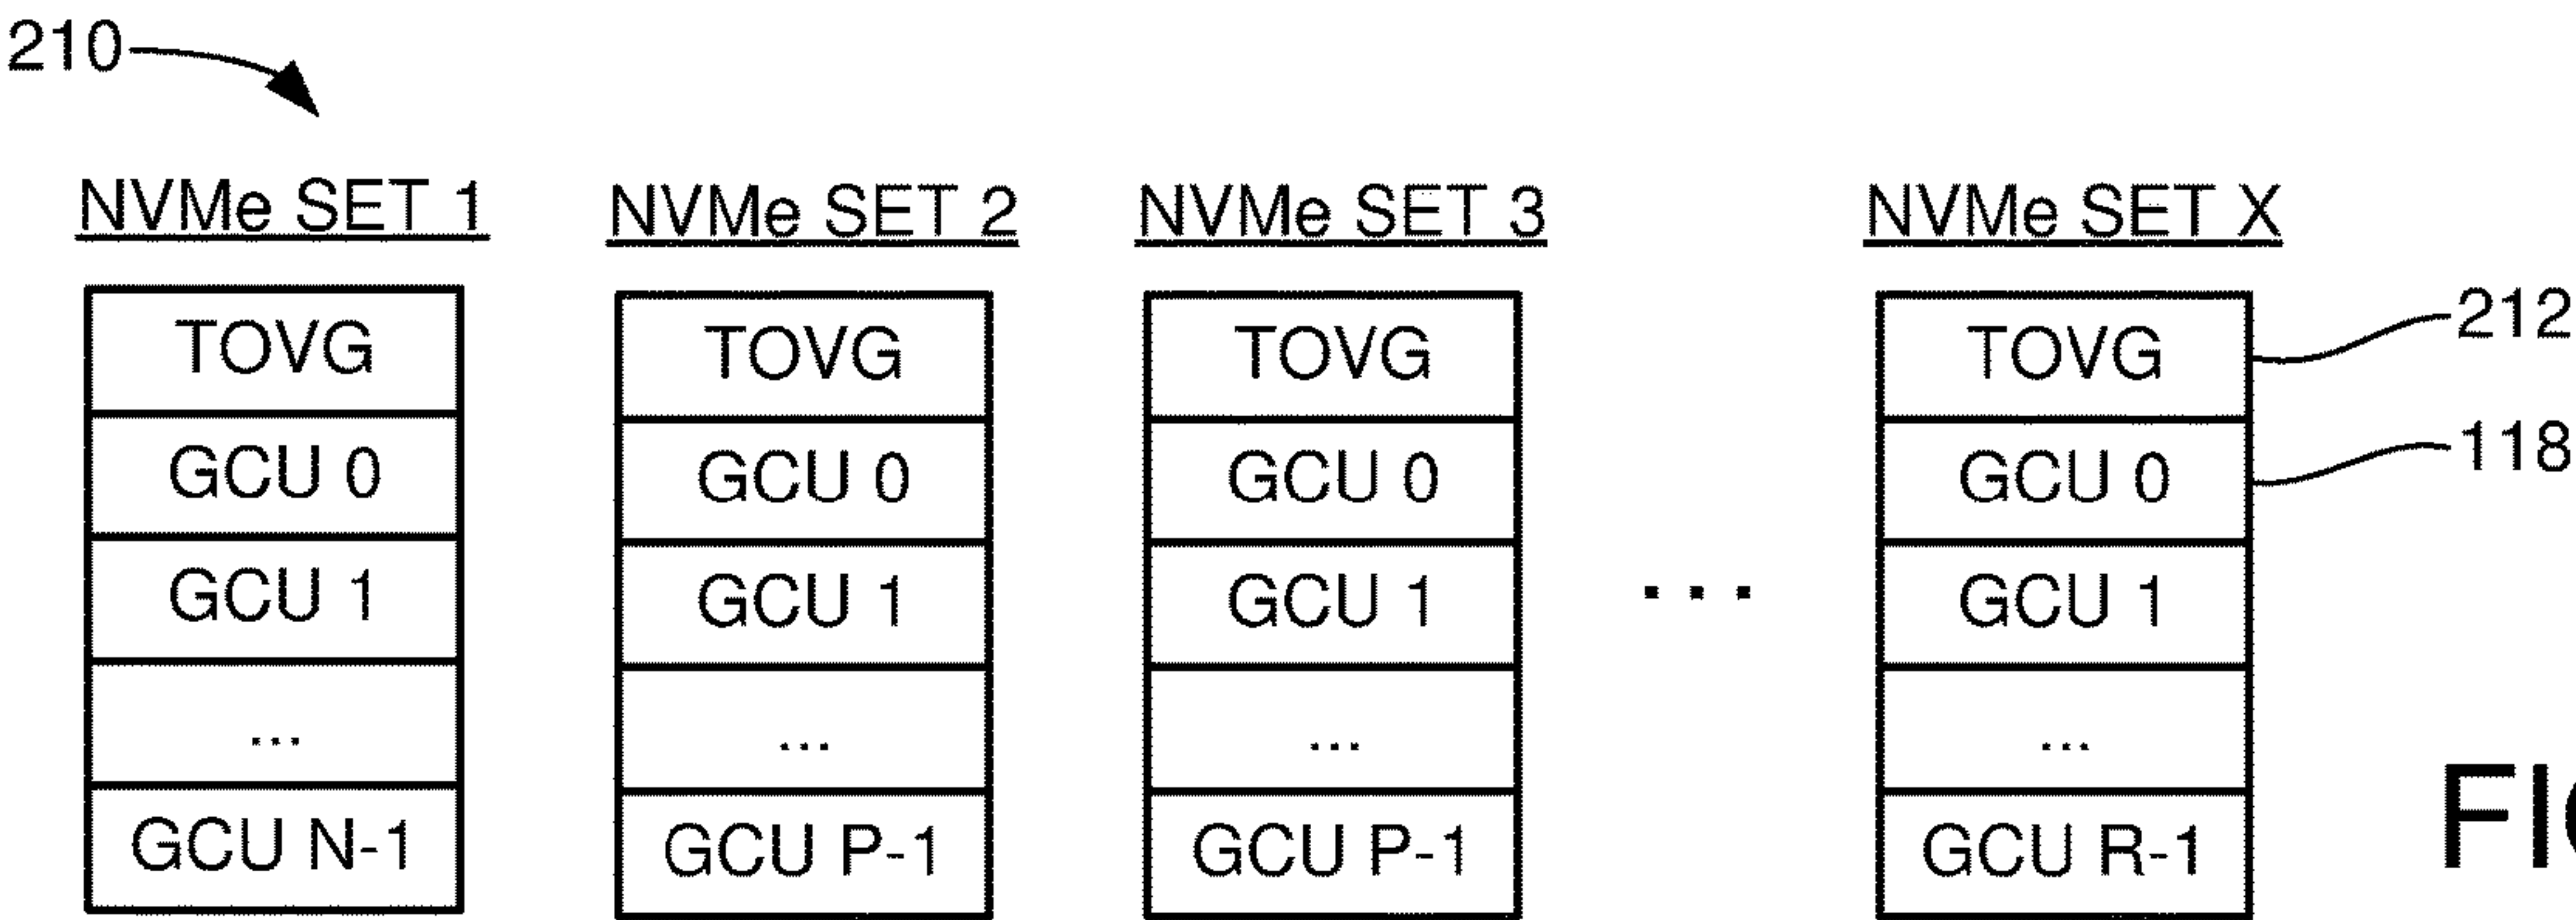 210
NVMe SET 1 NVMe SET 2 NVMe SET 3 NVMe SET X
TOVG TOVG TOVG TOVG 212
GCU 0 GCU 0 GCU 0 GCU 0 118
GCU 1 GCU 1 GCU 1 ... GCU 1
... ... ... ...
GCU N-1 GCU P-1 GCU P-1 GCU R-1